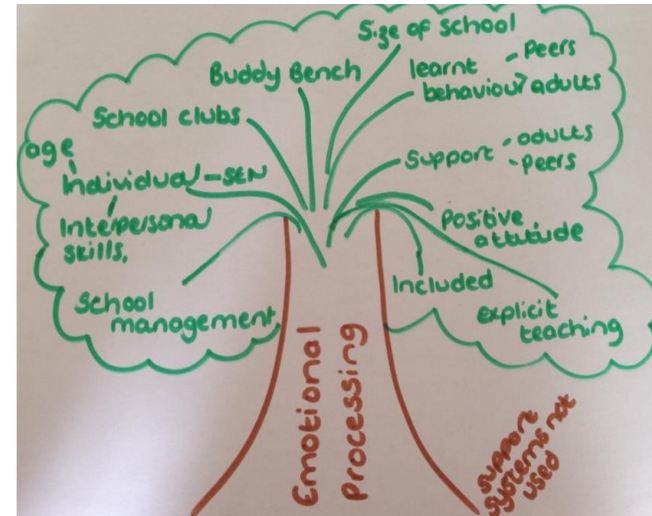 Size of school
Buddy Bench
learnt - peers
behaviour > adults
School clubs
Support - adults
- peers
age
Individual - SEN
Interpersonal
skills.
positive
attitude
Included
School
management
explicit
teaching
Emotional
processing
support
systems not
used